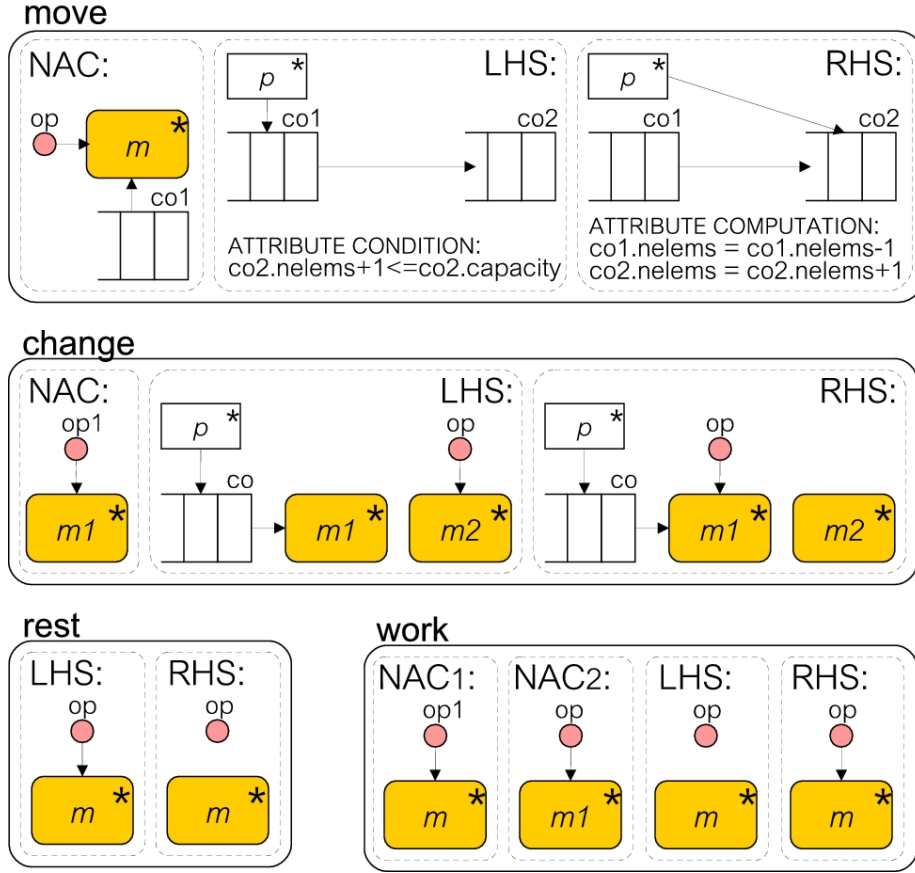 move
NAC:
op
m *
co1
LHS:
p *
co1
co2
ATTRIBUTE CONDITION:
co2.nelems+1<=co2.capacity
RHS:
p *
co1
co2
ATTRIBUTE COMPUTATION:
co1.nelems = co1.nelems-1
co2.nelems = co2.nelems+1
change
NAC:
op1
m1 *
LHS:
p *
op
co
m1 *
m2 *
RHS:
p *
op
co
m1 *
m2 *
rest
LHS:
op
m *
RHS:
op
m *
work
NAC1:
op1
m *
NAC2:
op
m1 *
LHS:
op
m *
RHS:
op
m *